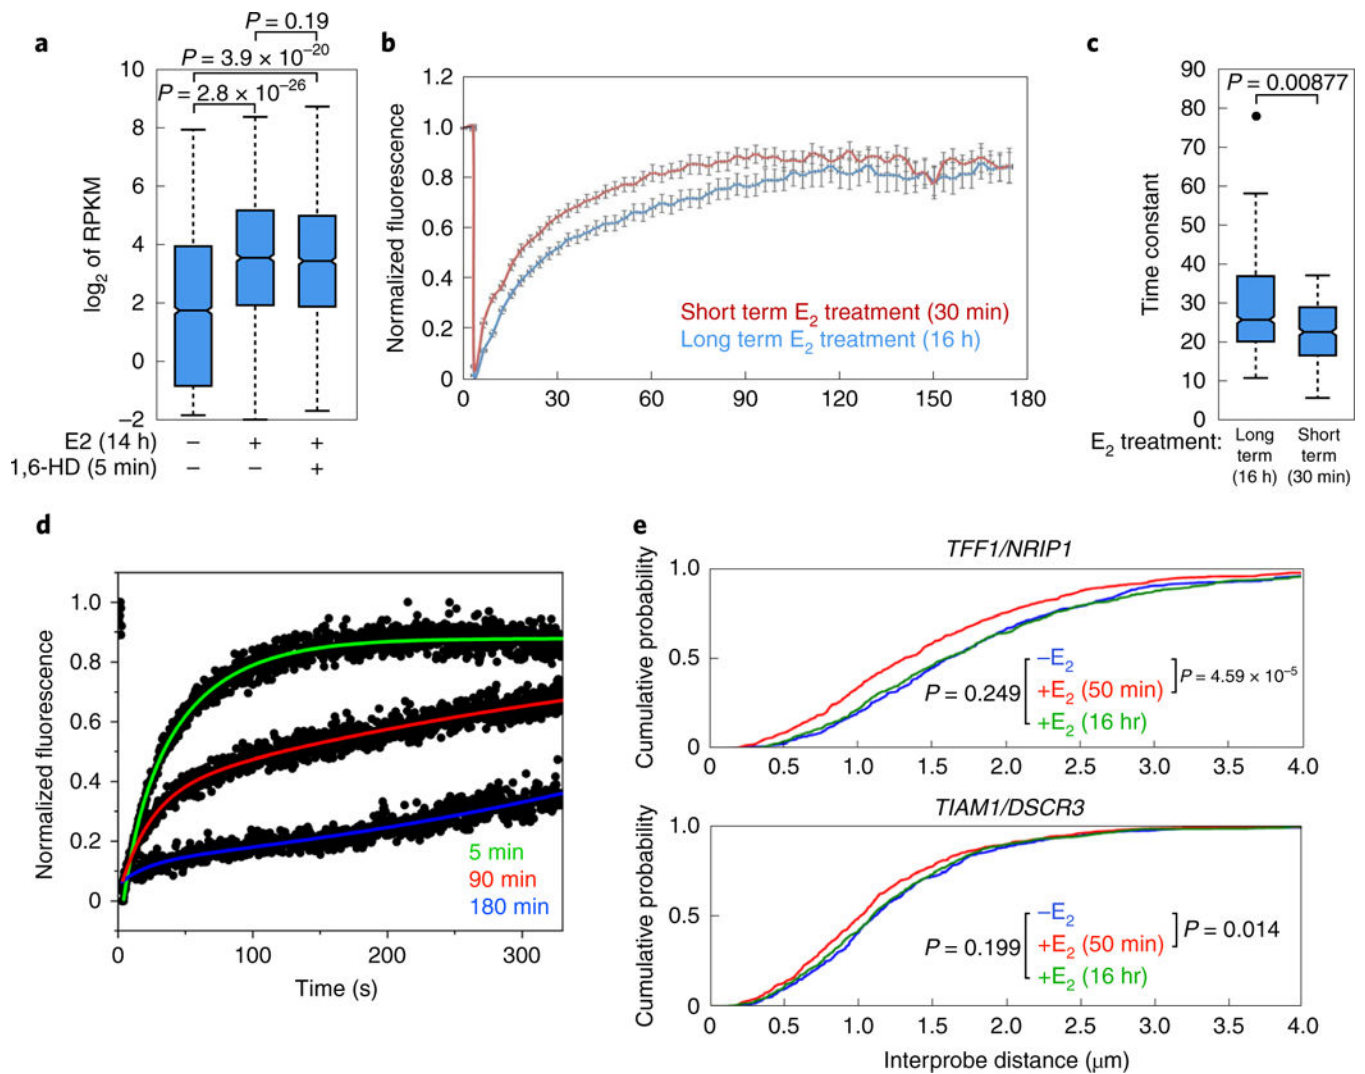 a
P = 0.19
P = 3.9 × 10⁻²⁰
P = 2.8 × 10⁻²⁶
10
8
6
4
2
0
−2
log₂ of RPKM
E2 (14 h) − + +
1,6-HD (5 min) − − +
b
1.2
1.0
0.8
0.6
0.4
0.2
0
Normalized fluorescence
Short term E₂ treatment (30 min)
Long term E₂ treatment (16 h)
0 30 60 90 120 150 180
c
90
80
70
60
50
40
30
20
10
0
Time constant
P = 0.00877
E₂ treatment:
Long term (16 h)
Short term (30 min)
d
1.0
0.8
0.6
0.4
0.2
0
Normalized fluorescence
5 min
90 min
180 min
0 100 200 300
Time (s)
e
TFF1/NRIP1
1.0
0.5
0
Cumulative probability
P = 0.249
−E₂
+E₂ (50 min)
+E₂ (16 hr)
P = 4.59 × 10⁻⁵
0 0.5 1.0 1.5 2.0 2.5 3.0 3.5 4.0
TIAM1/DSCR3
1.0
0.5
0
Cumulative probability
P = 0.199
−E₂
+E₂ (50 min)
+E₂ (16 hr)
P = 0.014
0 0.5 1.0 1.5 2.0 2.5 3.0 3.5 4.0
Interprobe distance (μm)